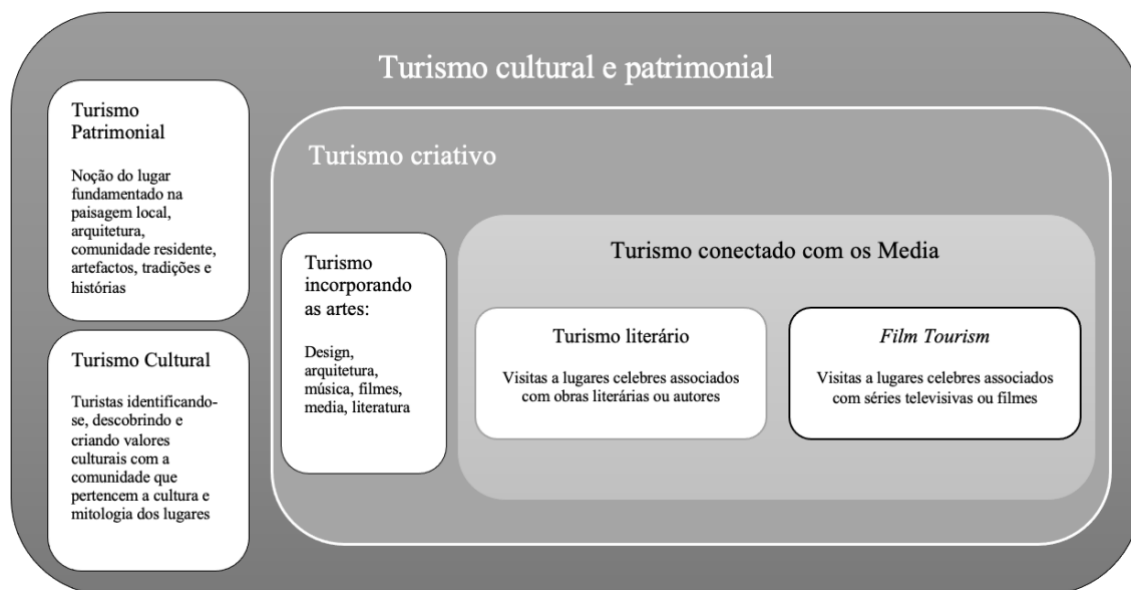 Turismo cultural e patrimonial
Turismo
Patrimonial
Noção do lugar
fundamentado na
paisagem local,
arquitetura,
comunidade residente,
artefactos, tradições e
histórias
Turismo Cultural
Turistas identificando-
se, descobrindo e
criando valores
culturais com a
comunidade que
pertencem a cultura e
mitologia dos lugares
Turismo criativo
Turismo
incorporando
as artes:
Design,
arquitetura,
música, filmes,
media, literatura
Turismo conectado com os Media
Turismo literário
Visitas a lugares celebres associados
com obras literárias ou autores
Film Tourism
Visitas a lugares celebres associados
com séries televisivas ou filmes